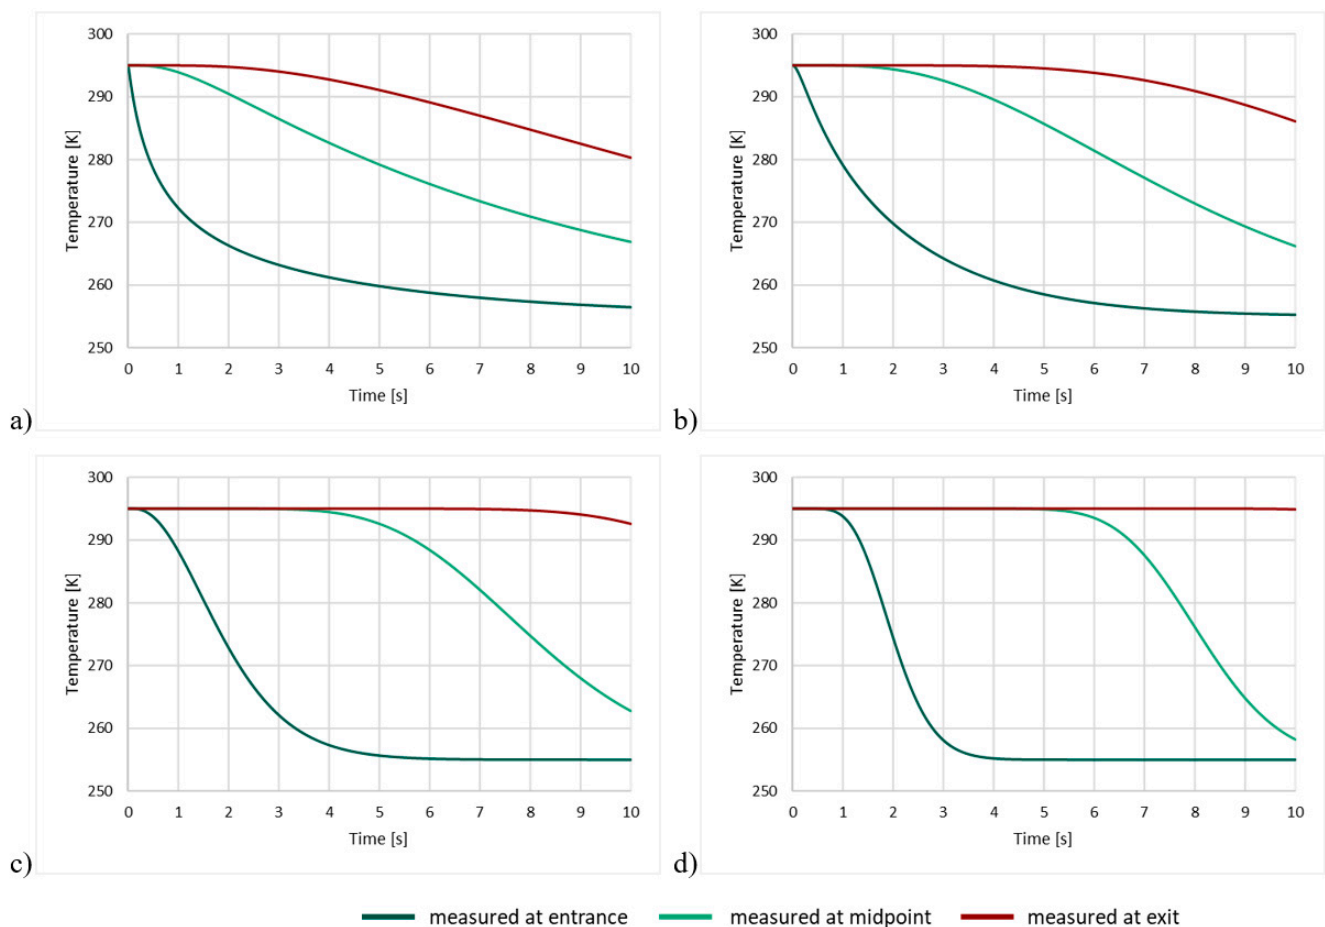 300
290
280
270
260
250
Temperature [K]
0 1 2 3 4 5 6 7 8 9 10
Time [s]
a)
300
290
280
270
260
250
Temperature [K]
0 1 2 3 4 5 6 7 8 9 10
Time [s]
b)
300
290
280
270
260
250
Temperature [K]
0 1 2 3 4 5 6 7 8 9 10
Time [s]
c)
300
290
280
270
260
250
Temperature [K]
0 1 2 3 4 5 6 7 8 9 10
Time [s]
d)
measured at entrance measured at midpoint measured at exit